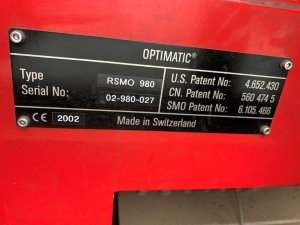 OPTIMATIC®
Type RSMO 980
Serial No: 02-980-027
CE 2002
U.S. Patent No: 4.652.430
CN. Patent No: 560 474 5
SMO Patent No: 6.105.466
Made in Switzerland